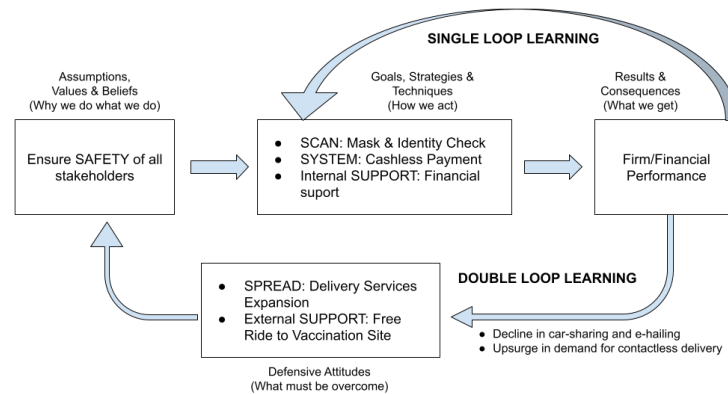 SINGLE LOOP LEARNING
Assumptions,
Values & Beliefs
(Why we do what we do)
Goals, Strategies &
Techniques
(How we act)
Results &
Consequences
(What we get)
Ensure SAFETY of all
stakeholders
● SCAN: Mask & Identity Check
● SYSTEM: Cashless Payment
● Internal SUPPORT: Financial
suport
Firm/Financial
Performance
● SPREAD: Delivery Services
Expansion
● External SUPPORT: Free
Ride to Vaccination Site
DOUBLE LOOP LEARNING
● Decline in car-sharing and e-hailing
● Upsurge in demand for contactless delivery
Defensive Attitudes
(What must be overcome)